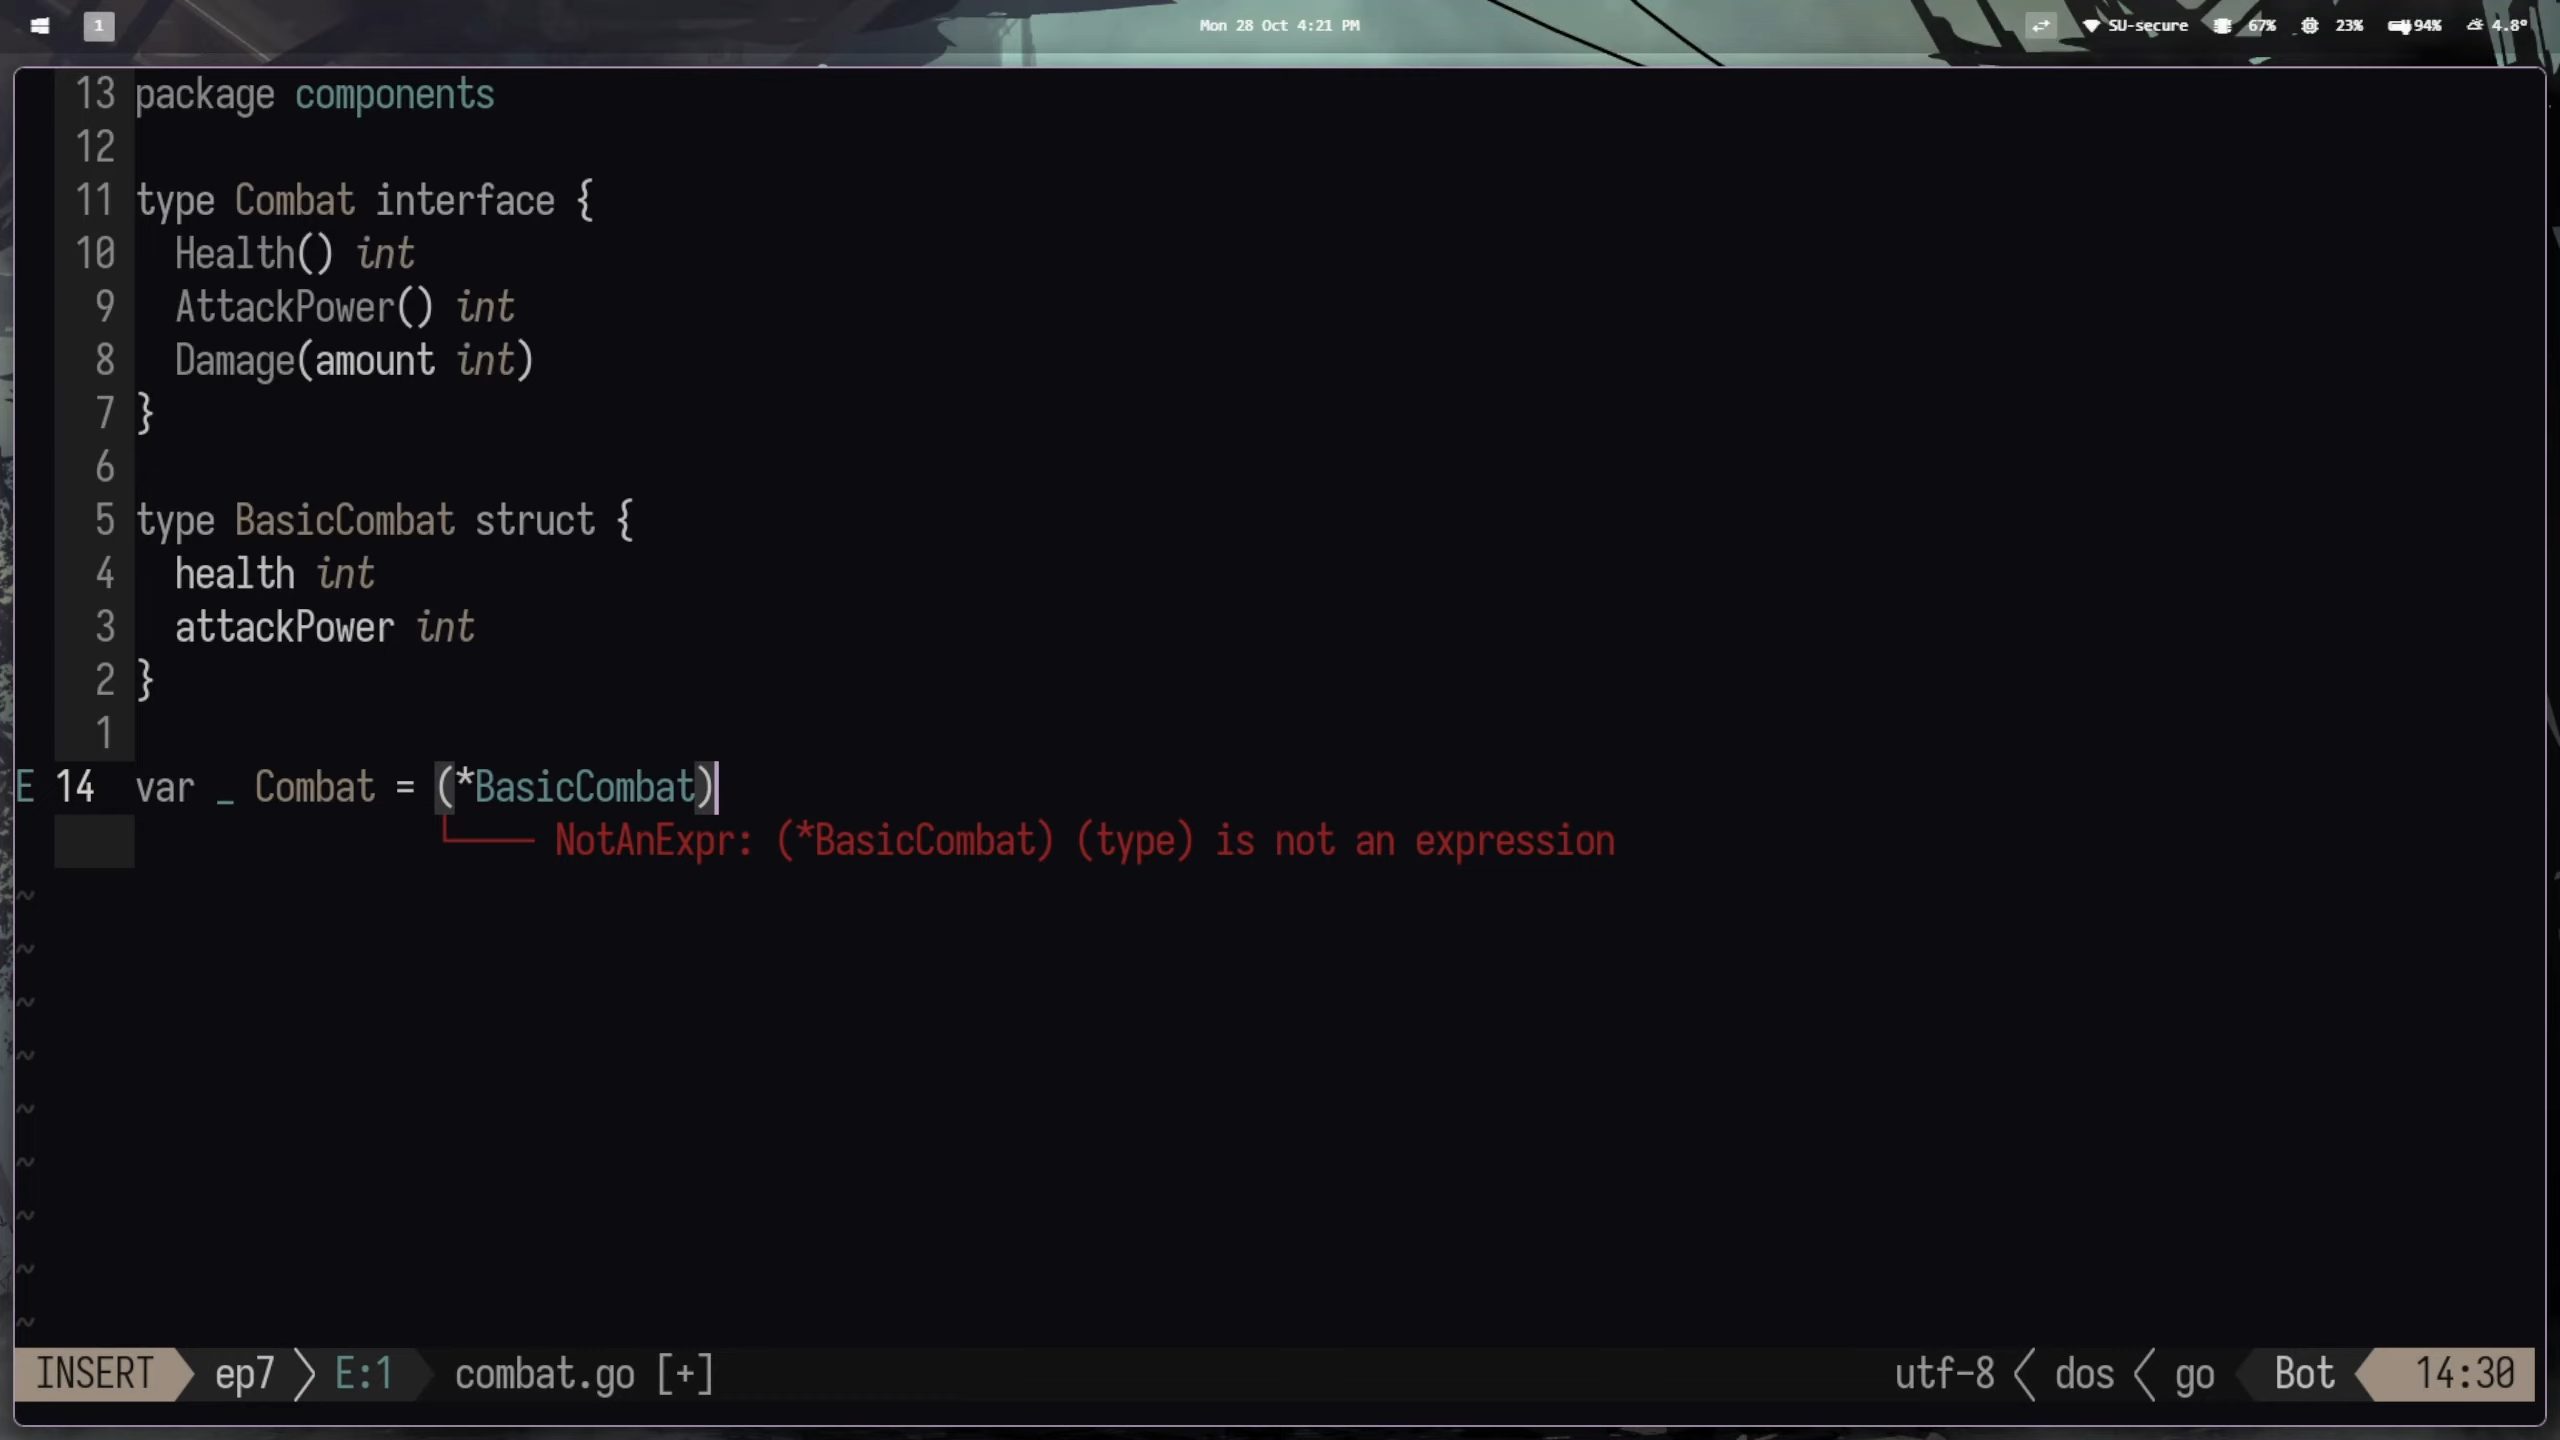 1
Mon 28 Oct 4:21 PM
SU-secure 67% 23% 94% 4.8°
13 package components
12
11 type Combat interface {
10 Health() int
9 AttackPower() int
8 Damage(amount int)
7 }
6
5 type BasicCombat struct {
4 health int
3 attackPower int
2 }
1
E 14 var _ Combat = (*BasicCombat)
NotAnExpr: (*BasicCombat) (type) is not an expression
~
~
~
~
~
~
~
~
~
INSERT ep7 E:1 combat.go [+] utf-8 dos go Bot 14:30